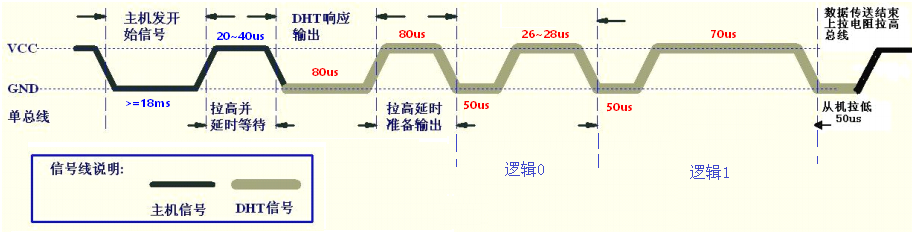 主机发开
始信号
20~40us
DHT响应
输出
80us
26~28us
70us
数据传送结束
上拉电阻拉高
总线
VCC
GND
单总线
>=18ms
80us
50us
50us
拉高并
延时等待
拉高延时
准备输出
从机拉低
50us
逻辑0
逻辑1
信号线说明:
主机信号
DHT信号